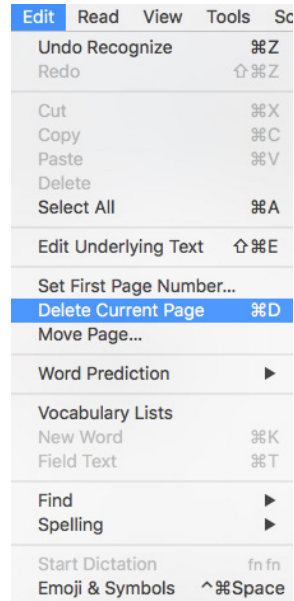 Edit Read View Tools Sc
Undo Recognize ⌘Z
Redo ⇧⌘Z
Cut ⌘X
Copy ⌘C
Paste ⌘V
Delete
Select All ⌘A
Edit Underlying Text ⇧⌘E
Set First Page Number...
Delete Current Page ⌘D
Move Page...
Word Prediction ▶
Vocabulary Lists
New Word ⌘K
Field Text ⌘T
Find ▶
Spelling ▶
Start Dictation fn fn
Emoji & Symbols ^⌘Space